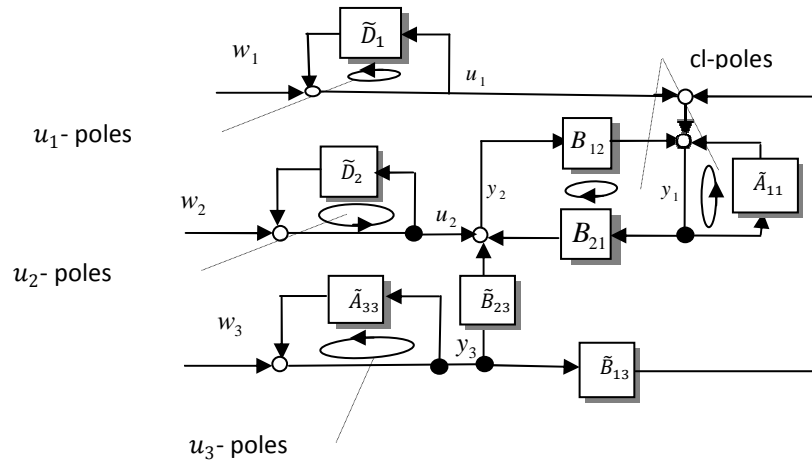 D̃₁
w₁
cl-poles
u₁
u₁- poles
B₁₂
D̃₂
y₂
y₁
Ã₁₁
w₂
u₂
B₂₁
u₂- poles
Ã₃₃
B̃₂₃
w₃
y₃
B̃₁₃
u₃- poles